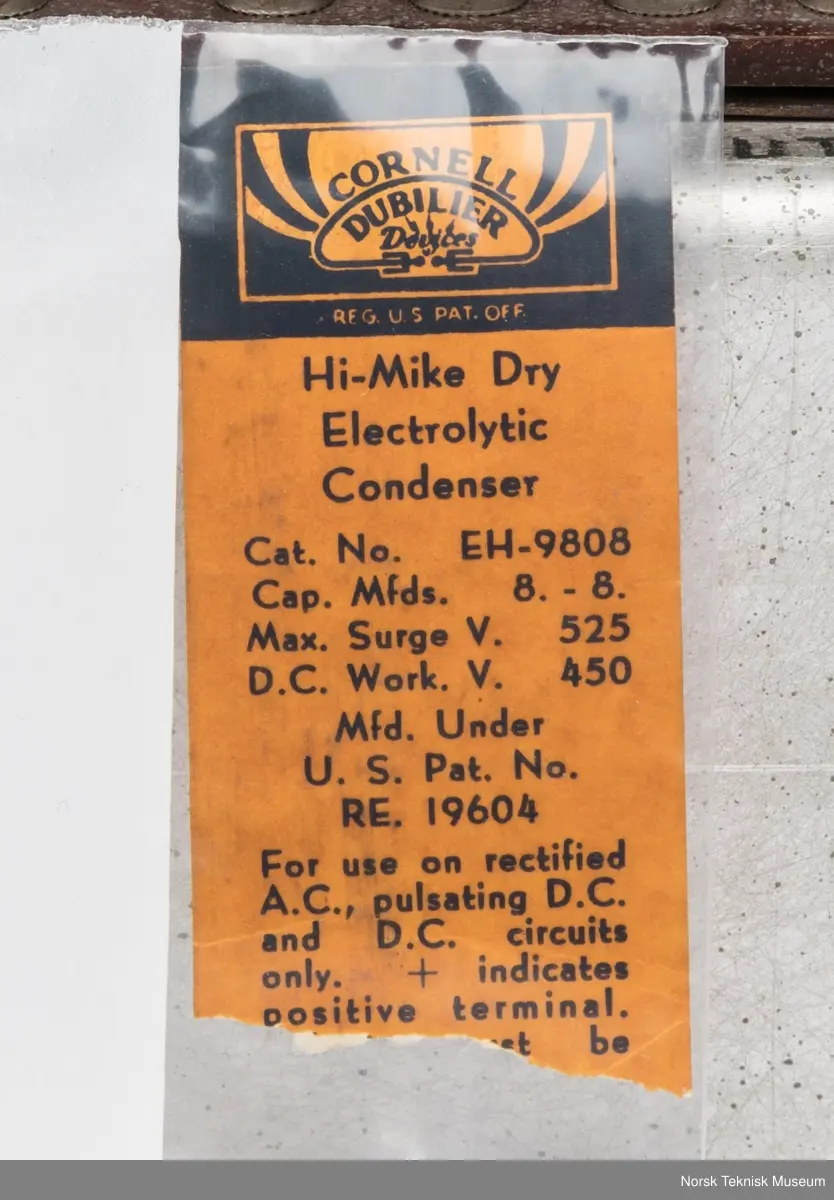 CORNELL
DUBILIER
REG. U.S PAT. OFF.
Hi-Mike Dry
Electrolytic
Condenser
Cat. No. EH-9808
Cap. Mfds. 8. - 8.
Max. Surge V. 525
D.C. Work. V. 450
Mfd. Under
U. S. Pat. No.
RE. 19604
For use on rectified
A.C., pulsating D.C.
and D.C. circuits
only. + indicates
positive terminal.
be
Norsk Teknisk Museum